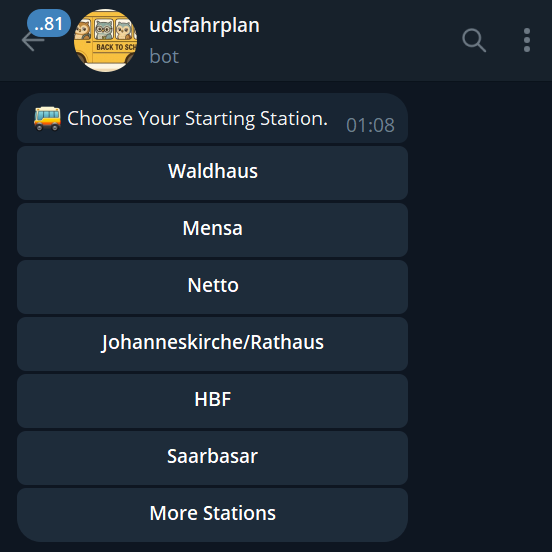 ..81
udsfahrplan
BACK TO SCH
bot
Choose Your Starting Station.
01:08
Waldhaus
Mensa
Netto
Johanneskirche/Rathaus
HBF
Saarbasar
More Stations